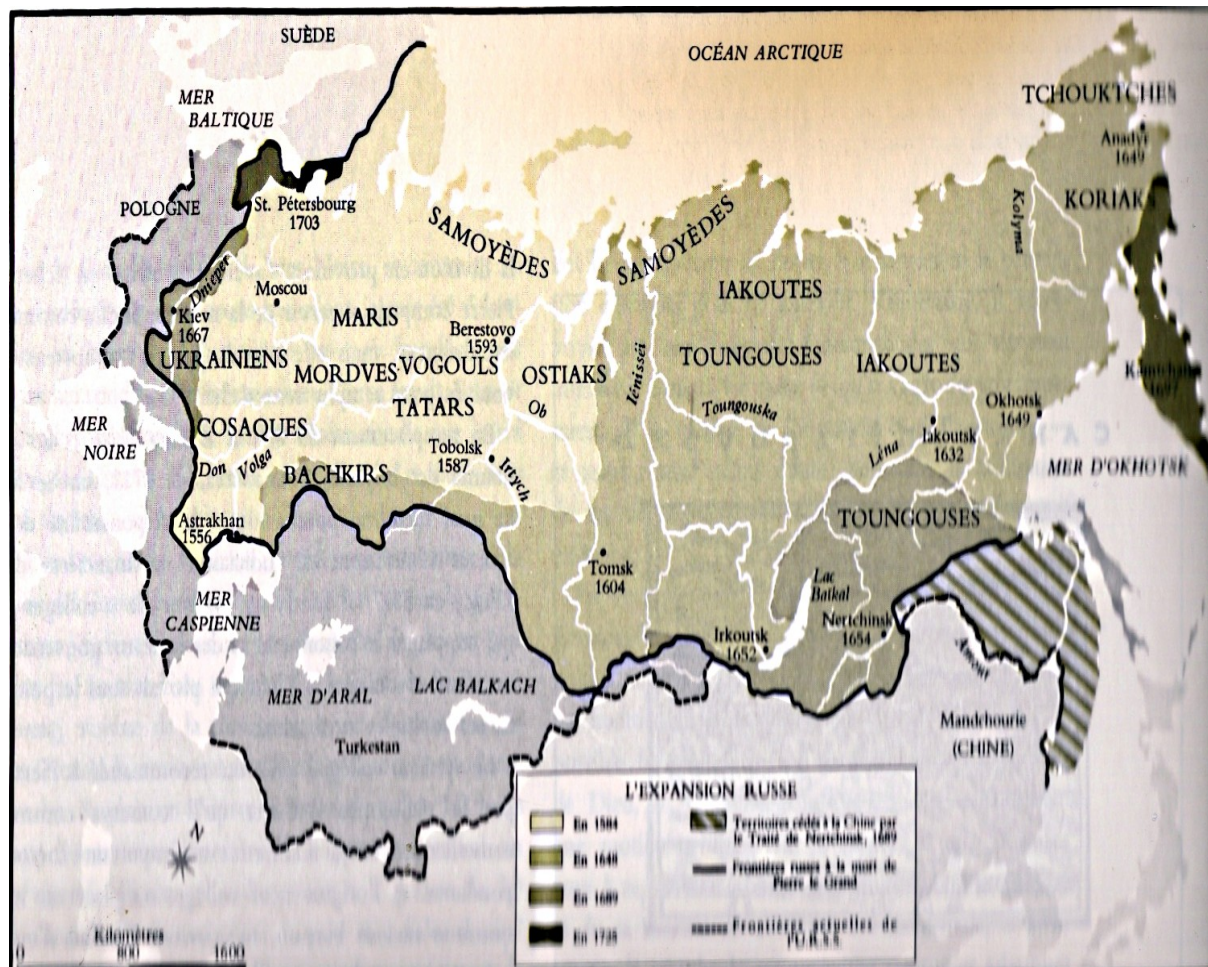 SUÈDE
OCÉAN ARCTIQUE
MER
BALTIQUE
TCHOUKTCHES
Anadyr
1649
POLOGNE
St. Pétersbourg
1703
SAMOYÈDES
SAMOYÈDES
Kolyma
KORIAKS
Dnieper
Moscou
Kiev
1667
MARIS
Berestovo
1593
IAKOUTES
UKRAINIENS
MORDVES
VOGOULS
OSTIAKS
Iénisséi
TOUNGOUSES
IAKOUTES
Kamtchatka
1697
TATARS
Ob
Toungouska
Okhotsk
1649
MER
NOIRE
COSAQUES
Iakoutsk
1632
Don
Volga
Tobolsk
1587
Irtych
Léna
MER D'OKHOTSK
BACHKIRS
TOUNGOUSES
Astrakhan
1556
Tomsk
1604
Lac
Baïkal
MER
CASPIENNE
Nertchinsk
1654
Irkoutsk
1652
Amour
MER D'ARAL
LAC BALKACH
Turkestan
Mandchourie
(CHINE)
L'EXPANSION RUSSE
En 1584
En 1648
En 1689
En 1725
Territoires cédés à la Chine par
le Traité de Nertchinsk, 1689
Frontières russes à la mort de
Pierre le Grand
Frontières actuelles de
l'U.R.S.S.
N
Kilomètres
0 800 1600